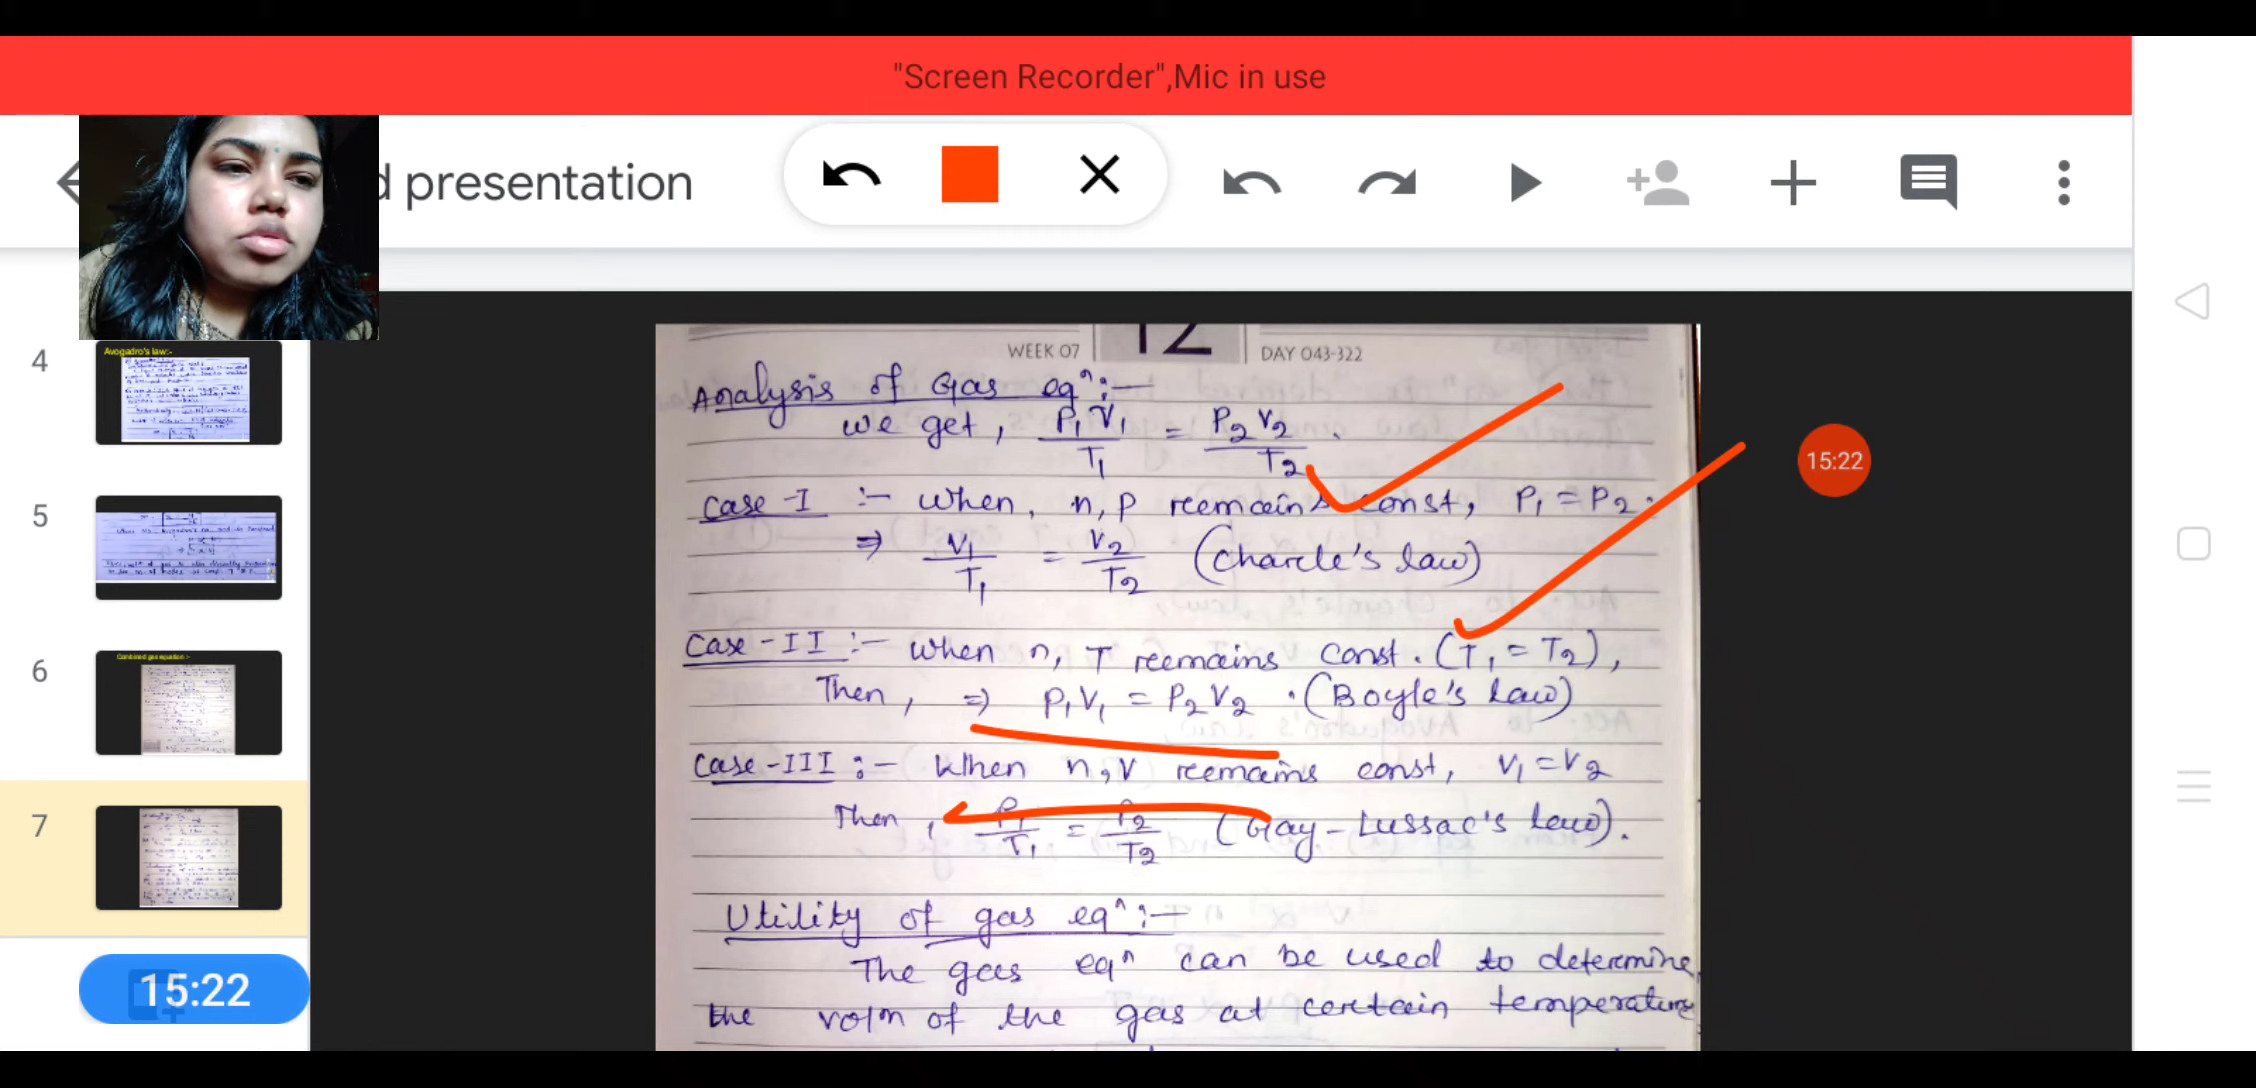 "Screen Recorder",Mic in use
d presentation
15:22
4
Avogadro's law:-
5
6
Combined gas equation :-
7
15:22
WEEK 07
12
DAY 043-322
Analysis of Gas eqⁿ :-
we get, P₁V₁/T₁ = P₂V₂/T₂.
Case-I :- When, n, P reemains const, P₁ = P₂.
⇒ V₁/T₁ = V₂/T₂ (Charle's law)
Case-II :- When n, T reemains const. (T₁ = T₂),
Then, ⇒ P₁V₁ = P₂V₂ . (Boyle's Law)
Case-III :- When n, V reemains const, V₁ = V₂
Then, P₁/T₁ = P₂/T₂ (Gay-Lussac's law).
Utility of gas eqⁿ :-
The gas eqⁿ can be used to determine
the volm of the gas at certain temperature